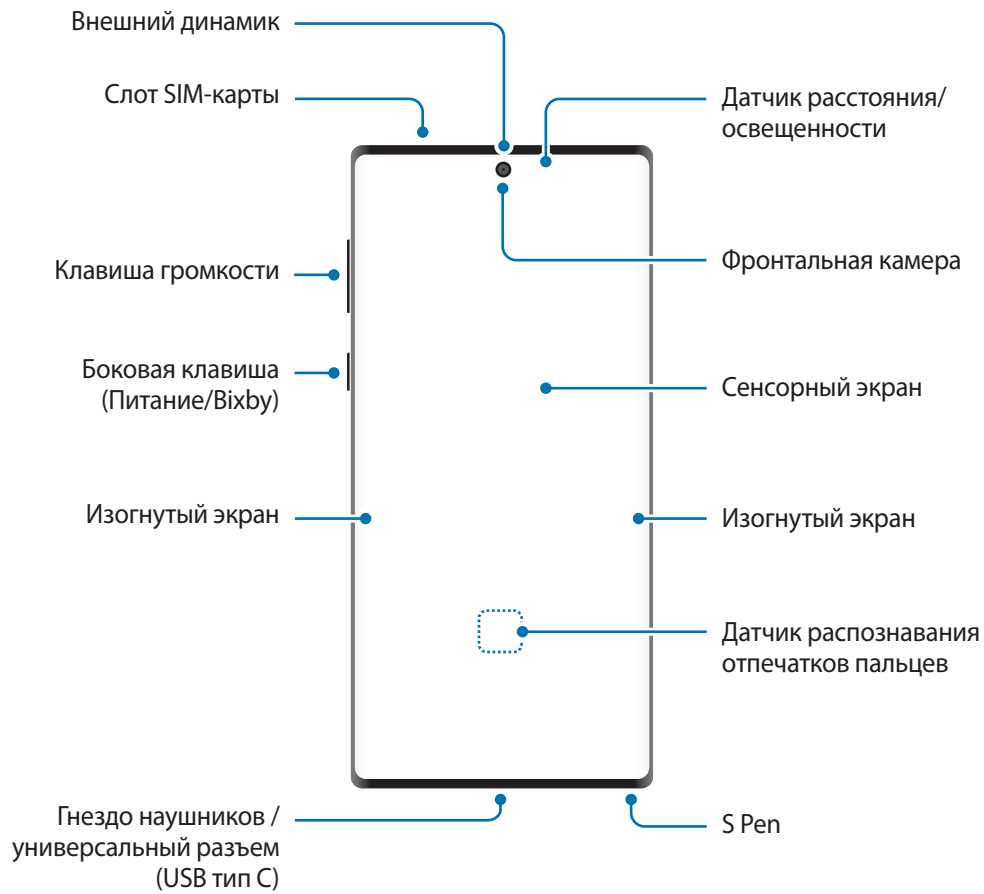 Внешний динамик
Слот SIM-карты
Датчик расстояния/
освещенности
Клавиша громкости
Фронтальная камера
Боковая клавиша
(Питание/Bixby)
Сенсорный экран
Изогнутый экран
Изогнутый экран
Датчик распознавания
отпечатков пальцев
Гнездо наушников /
универсальный разъем
(USB тип C)
S Pen